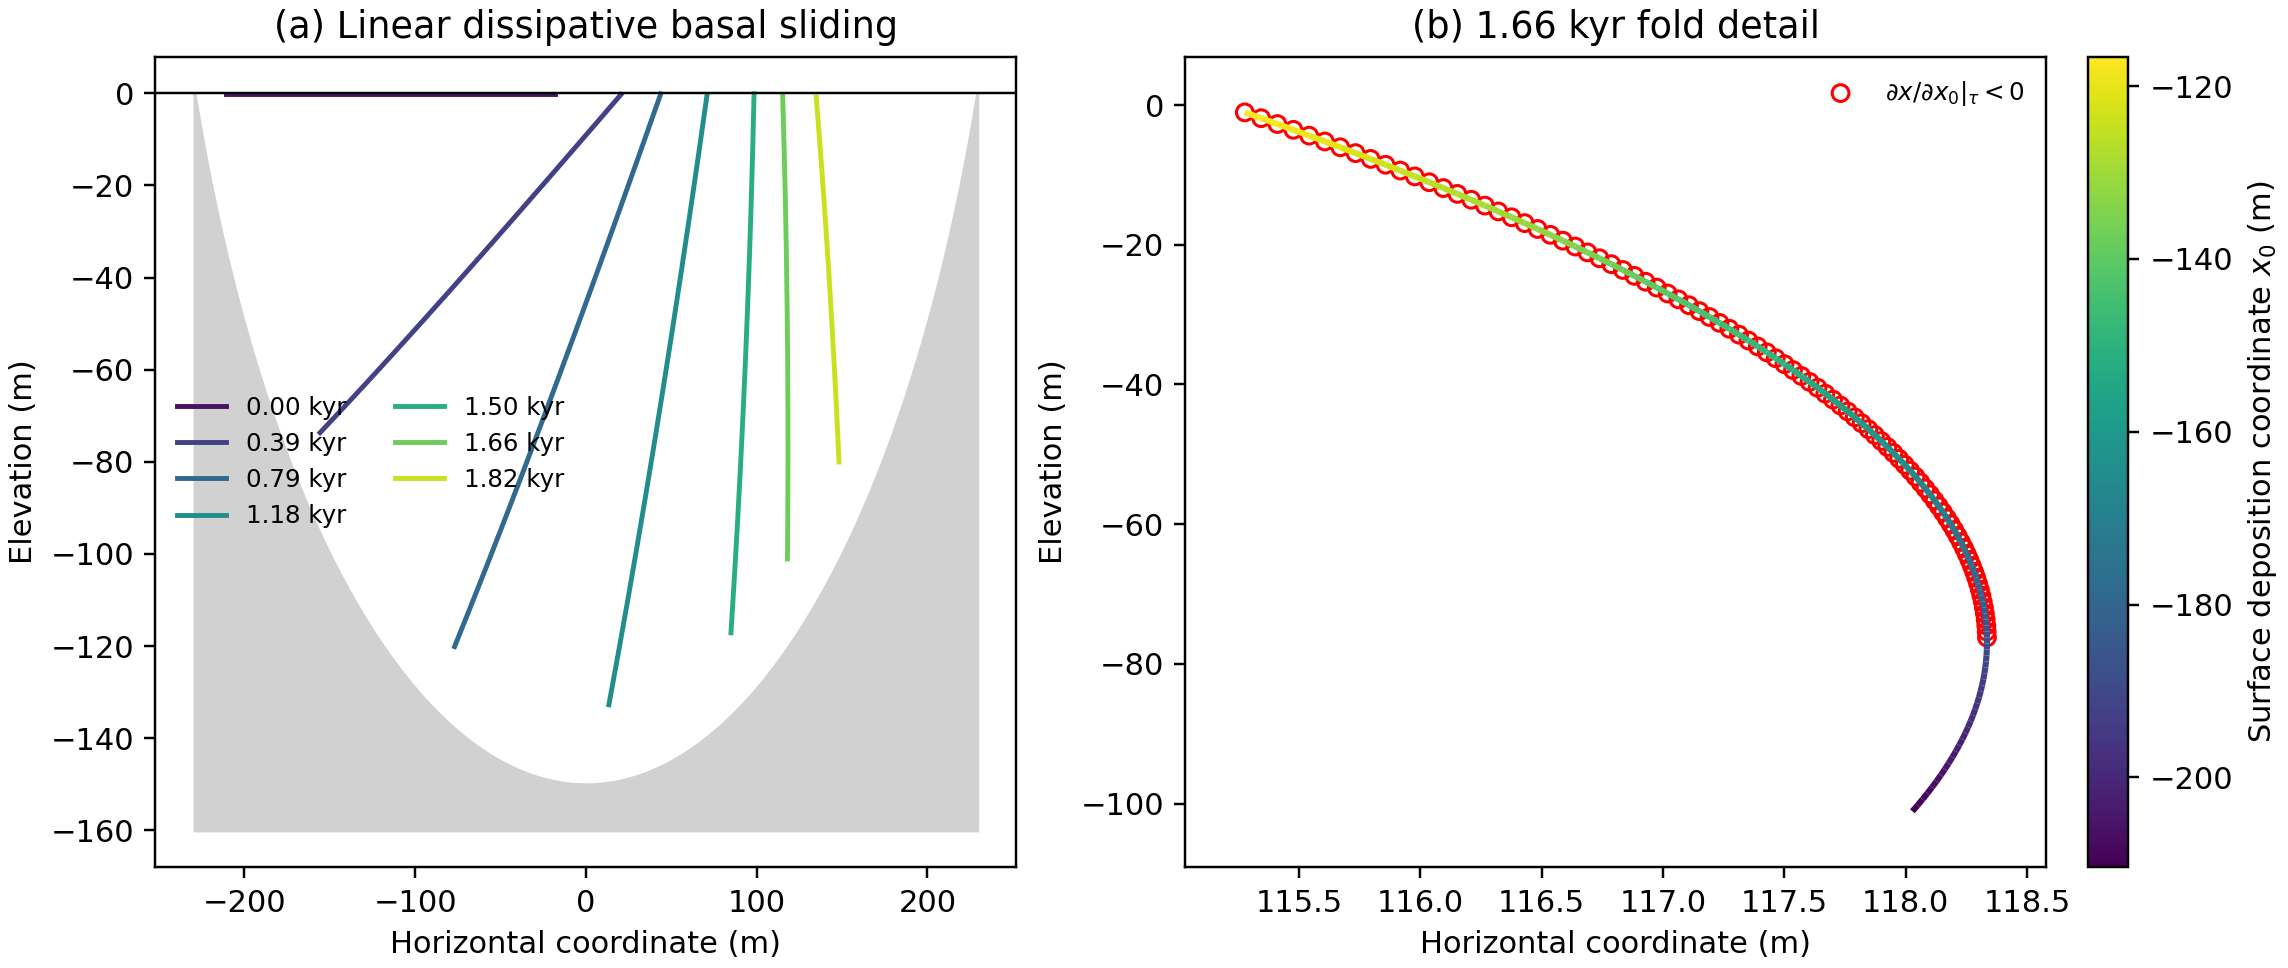 (a) Linear dissipative basal sliding
Elevation (m)
0
−20
−40
−60
−80
−100
−120
−140
−160
0.00 kyr
0.39 kyr
0.79 kyr
1.18 kyr
1.50 kyr
1.66 kyr
1.82 kyr
−200
−100
0
100
200
Horizontal coordinate (m)
(b) 1.66 kyr fold detail
Elevation (m)
0
−20
−40
−60
−80
−100
∂x/∂x₀|τ < 0
115.5
116.0
116.5
117.0
117.5
118.0
118.5
Horizontal coordinate (m)
−120
−140
−160
−180
−200
Surface deposition coordinate x₀ (m)